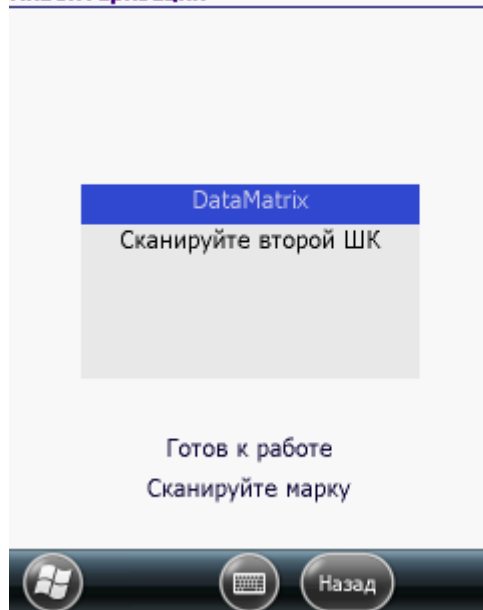 DataMatrix
Сканируйте второй ШК
Готов к работе
Сканируйте марку
Назад